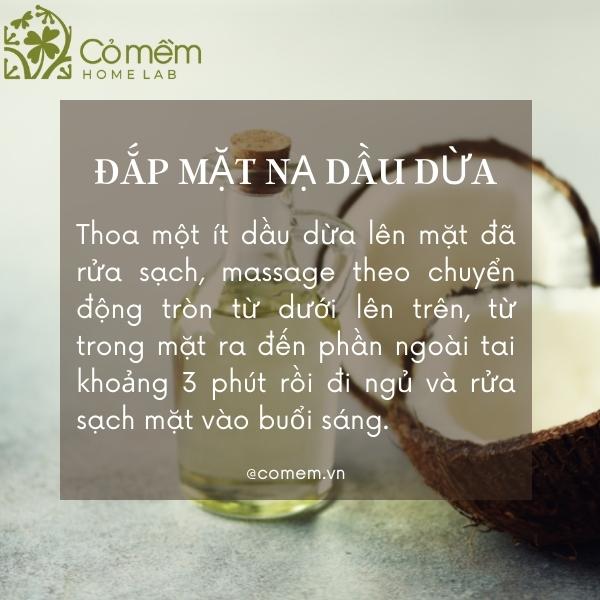 Cỏ mềm
HOME LAB
ĐẮP MẶT NẠ DẦU DỪA
Thoa một ít dầu dừa lên mặt đã
rửa sạch, massage theo chuyển
động tròn từ dưới lên trên, từ
trong mặt ra đến phần ngoài tai
khoảng 3 phút rồi đi ngủ và rửa
sạch mặt vào buổi sáng.
@comem.vn